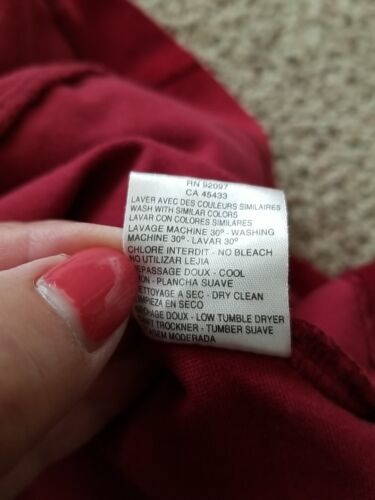 RN 92097
CA 45433
LAVER AVEC DES COULEURS SIMILAIRES
WASH WITH SIMILAR COLORS
LAVAR CON COLORES SIMILARES
LAVAGE MACHINE 30° - WASHING
MACHINE 30° - LAVAR 30°
CHLORE INTERDIT - NO BLEACH
NO UTILIZAR LEJIA
REPASSAGE DOUX - COOL
- PLANCHA SUAVE
NETTOYAGE A SEC - DRY CLEAN
LIMPIEZA EN SECO
DOUX - LOW TUMBLE DRYER
TROCKNER - TUMBER SUAVE
MODERADA